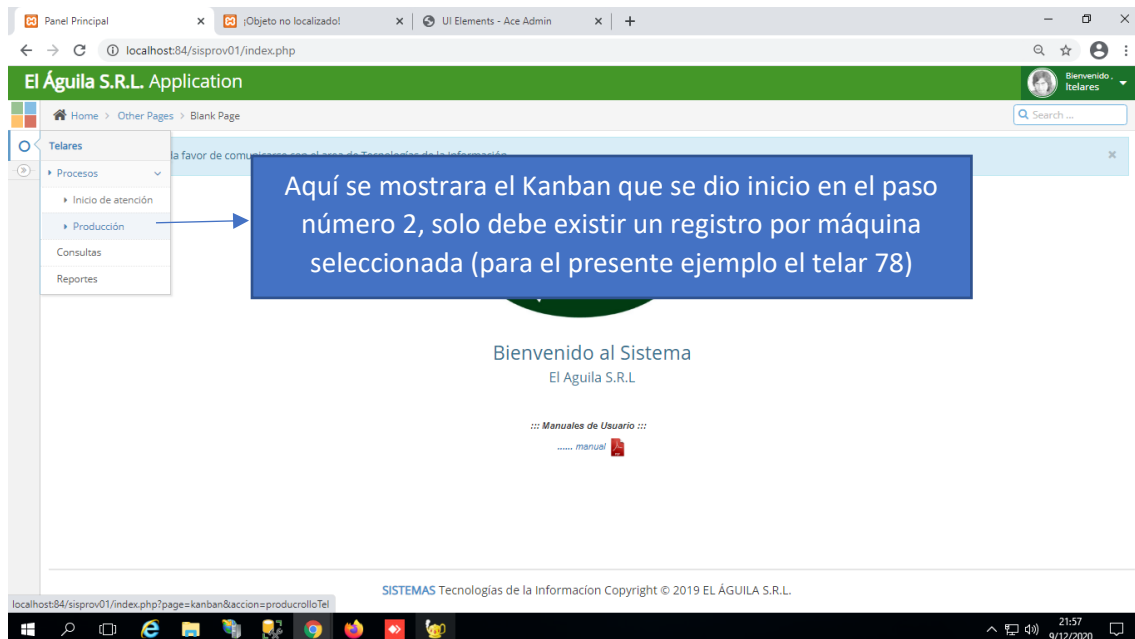 Panel Principal
¡Objeto no localizado!
UI Elements - Ace Admin
localhost:84/sisprov01/index.php
El Águila S.R.L. Application
Bienvenido,
ltelares
Home > Other Pages > Blank Page
Search ...
Telares
la favor de comunicarse con el area de Tecnologías de la Información
Procesos
Inicio de atención
Producción
Consultas
Reportes
Aquí se mostrara el Kanban que se dio inicio en el paso
número 2, solo debe existir un registro por máquina
seleccionada (para el presente ejemplo el telar 78)
Bienvenido al Sistema
El Aguila S.R.L
::: Manuales de Usuario :::
...... manual
SISTEMAS Tecnologías de la Informacíon Copyright © 2019 EL ÁGUILA S.R.L.
localhost:84/sisprov01/index.php?page=kanban&accion=producrolloTel
21:57
9/12/2020